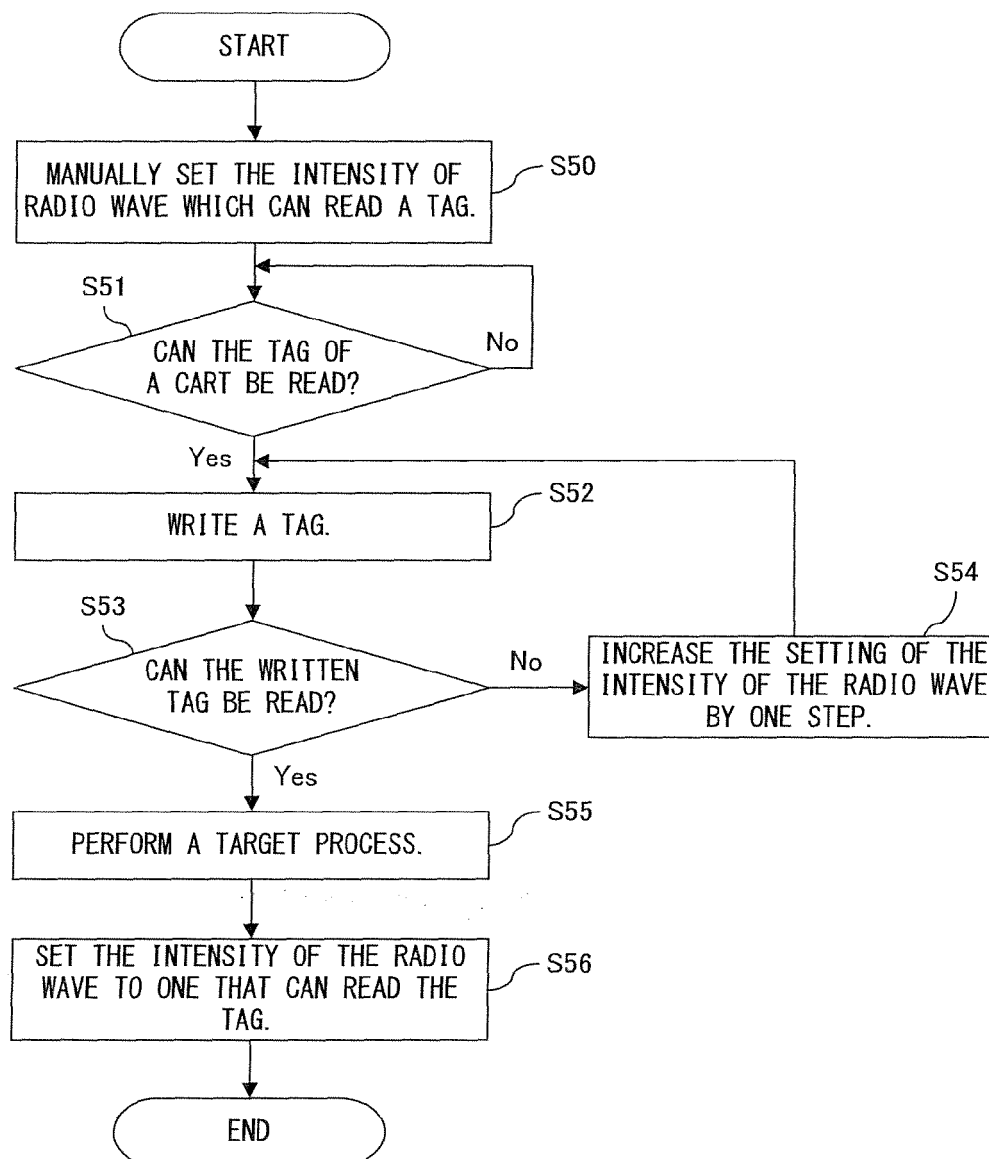 START
MANUALLY SET THE INTENSITY OF
RADIO WAVE WHICH CAN READ A TAG.
S50
S51
CAN THE TAG OF
A CART BE READ?
No
Yes
S52
WRITE A TAG.
S53
CAN THE WRITTEN
TAG BE READ?
No
S54
INCREASE THE SETTING OF THE
INTENSITY OF THE RADIO WAVE
BY ONE STEP.
Yes
S55
PERFORM A TARGET PROCESS.
SET THE INTENSITY OF THE RADIO
WAVE TO ONE THAT CAN READ THE
TAG.
S56
END